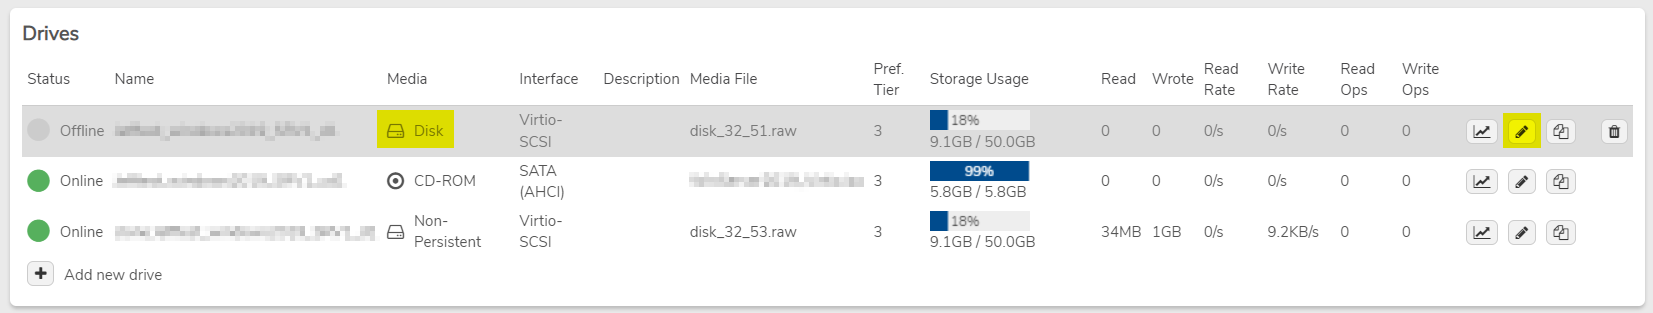 Drives
Status Name Media Interface Description Media File Pref. Tier Storage Usage Read Wrote Read Rate Write Rate Read Ops Write Ops
Offline Disk Virtio-SCSI disk_32_51.raw 3 18% 9.1GB / 50.0GB 0 0 0/s 0/s 0 0
Online CD-ROM SATA (AHCI) 3 99% 5.8GB / 5.8GB 0 0 0/s 0/s 0 0
Online Non-Persistent Virtio-SCSI disk_32_53.raw 3 18% 9.1GB / 50.0GB 34MB 1GB 0/s 9.2KB/s 0 0
Add new drive